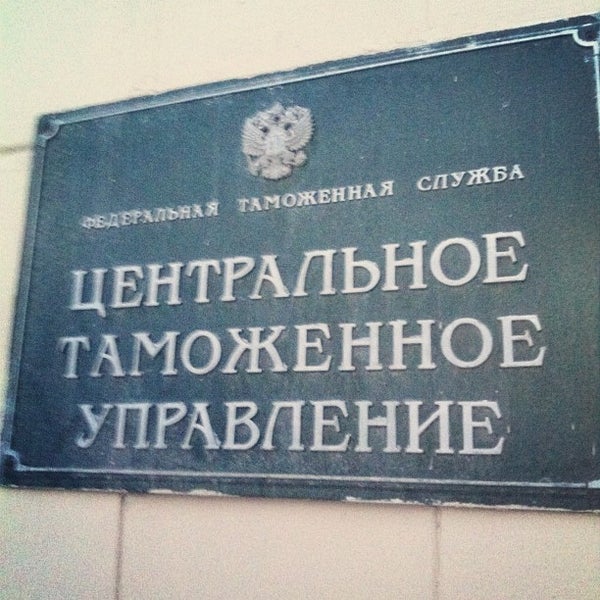 ФЕДЕРАЛЬНАЯ ТАМОЖЕННАЯ СЛУЖБА
ЦЕНТРАЛЬНОЕ
ТАМОЖЕННОЕ
УПРАВЛЕНИЕ